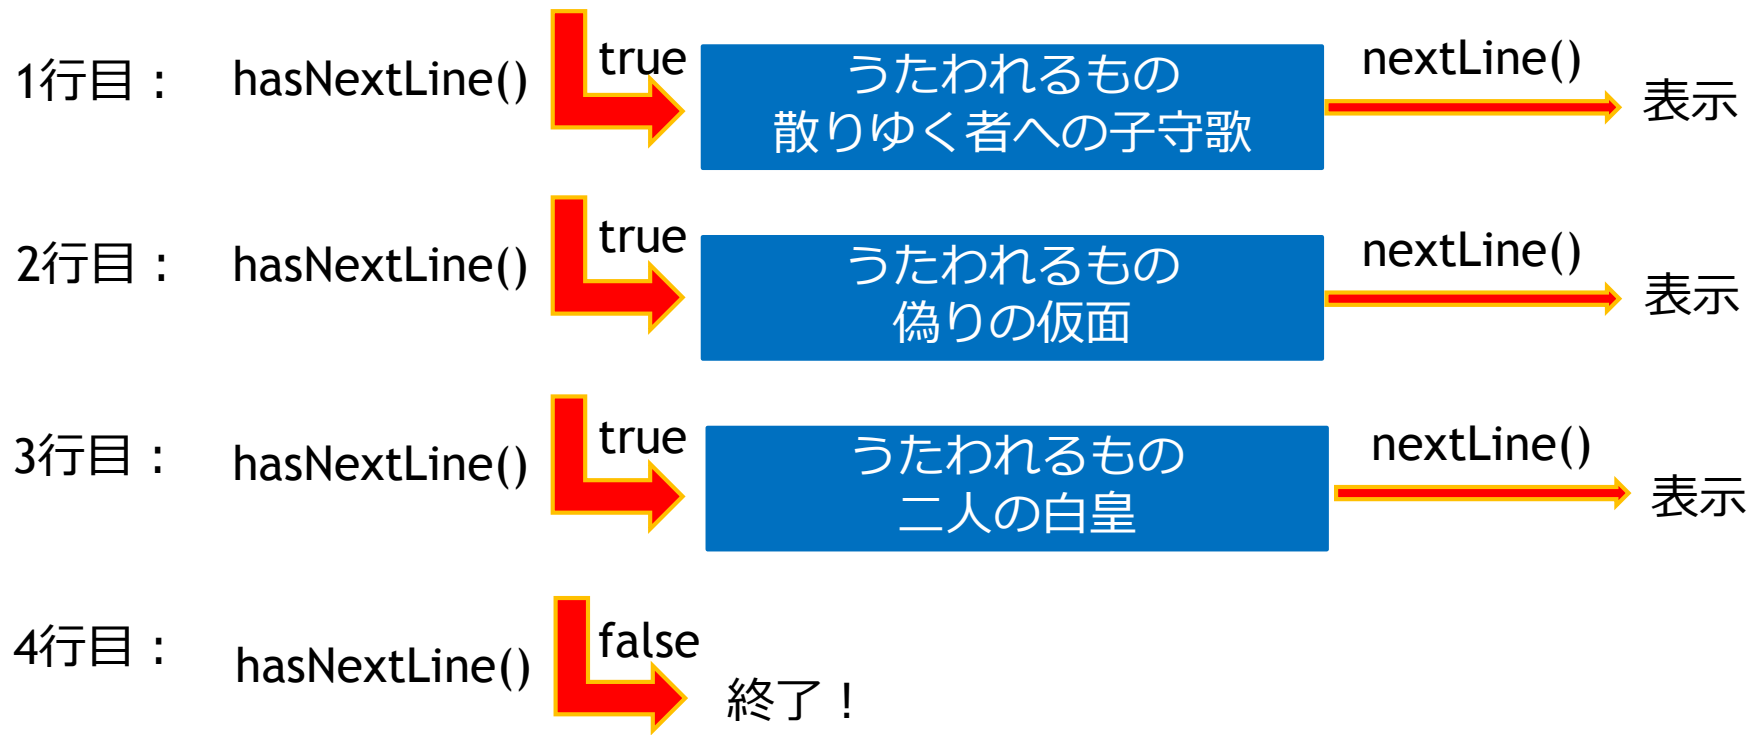 1行目： hasNextLine() true うたわれるもの nextLine() 表示
散りゆく者への子守歌
2行目： hasNextLine() true うたわれるもの nextLine() 表示
偽りの仮面
3行目： hasNextLine() true うたわれるもの nextLine() 表示
二人の白皇
4行目： hasNextLine() false
終了！